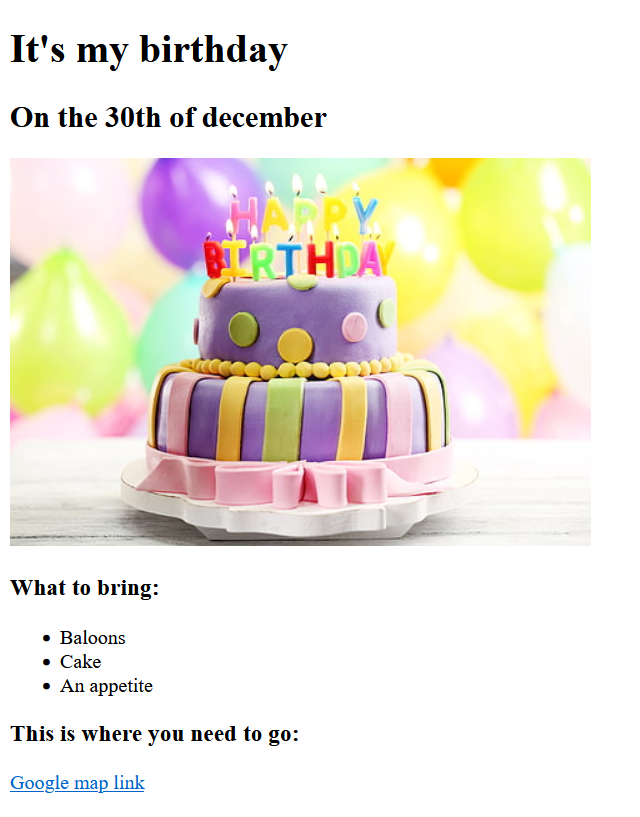 It's my birthday
On the 30th of december
HAPPY
BIRTHDAY
What to bring:
Baloons
Cake
An appetite
This is where you need to go:
Google map link